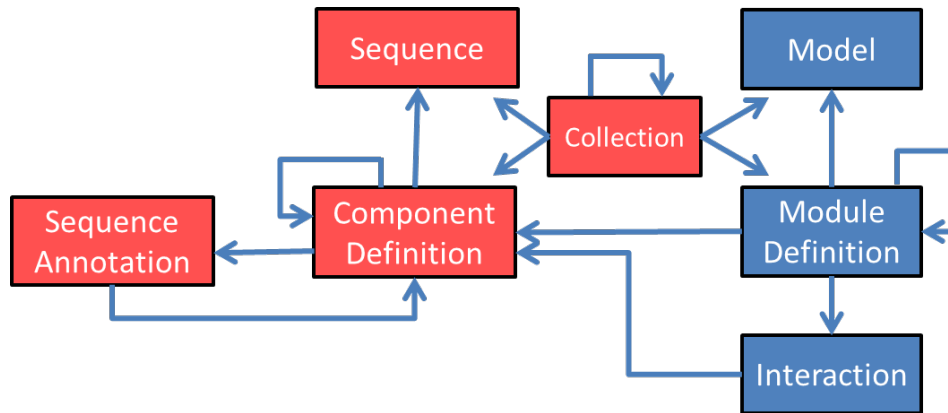 Sequence
Model
Collection
Sequence
Annotation
Component
Definition
Module
Definition
Interaction